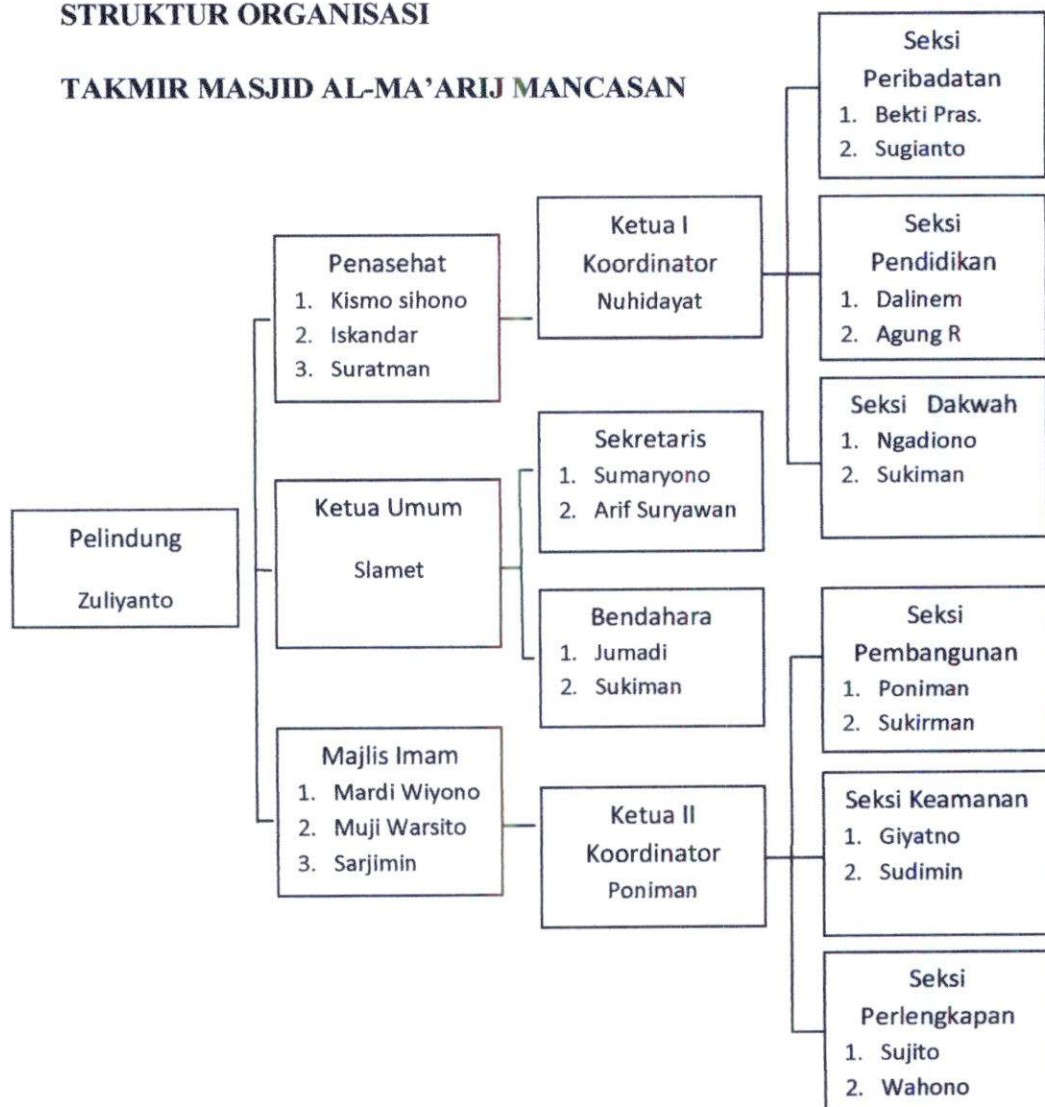 STRUKTUR ORGANISASI
TAKMIR MASJID AL-MA'ARIJ MANCASAN
Pelindung
Zuliyanto
Penasehat
1. Kismo sihono
2. Iskandar
3. Suratman
Ketua Umum
Slamet
Majlis Imam
1. Mardi Wiyono
2. Muji Warsito
3. Sarjimin
Ketua I
Koordinator
Nuhidayat
Sekretaris
1. Sumaryono
2. Arif Suryawan
Bendahara
1. Jumadi
2. Sukiman
Ketua II
Koordinator
Poniman
Seksi
Peribadatan
1. Bekti Pras.
2. Sugianto
Seksi
Pendidikan
1. Dalinem
2. Agung R
Seksi Dakwah
1. Ngadiono
2. Sukiman
Seksi
Pembangunan
1. Poniman
2. Sukirman
Seksi Keamanan
1. Giyatno
2. Sudimin
Seksi
Perlengkapan
1. Sujito
2. Wahono